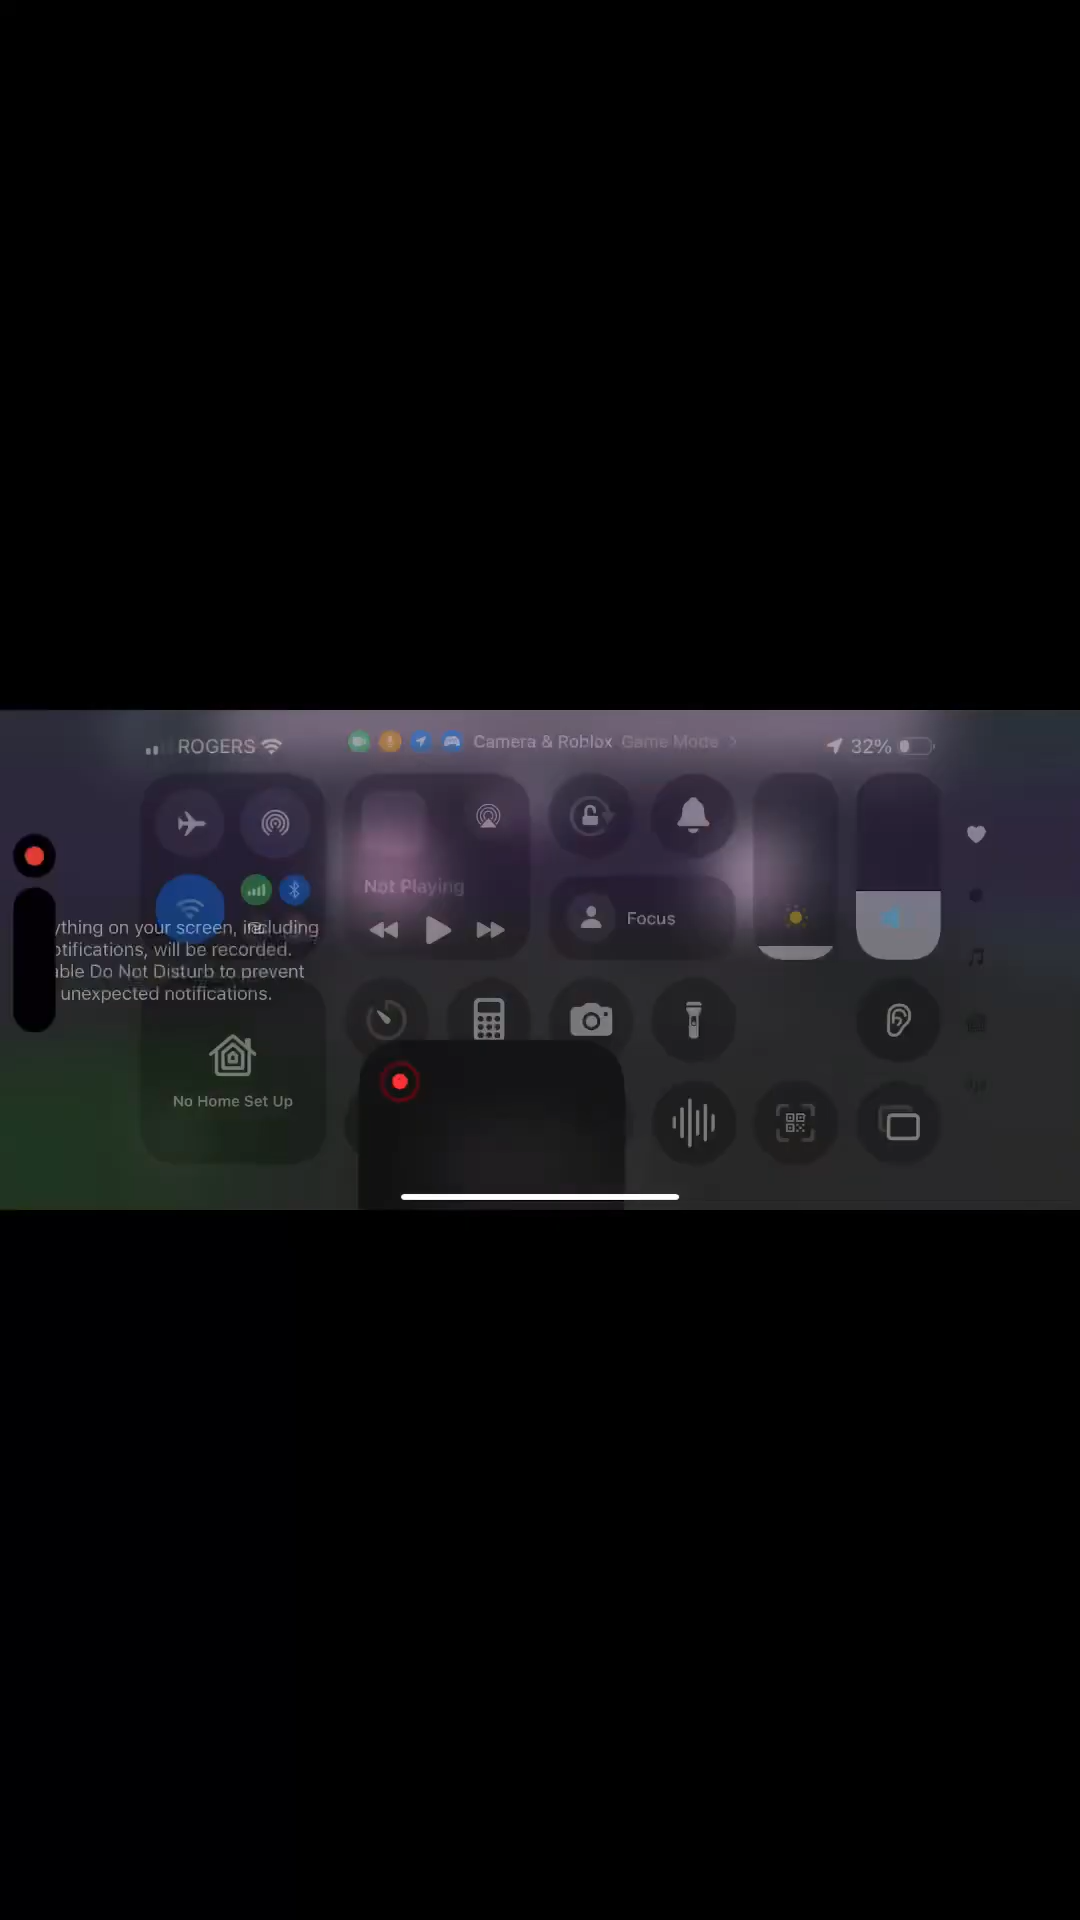 ROGERS
Camera & Roblox Game Mode
32%
Not Playing
Focus
ything on your screen, including
otifications, will be recorded.
able Do Not Disturb to prevent
unexpected notifications.
No Home Set Up